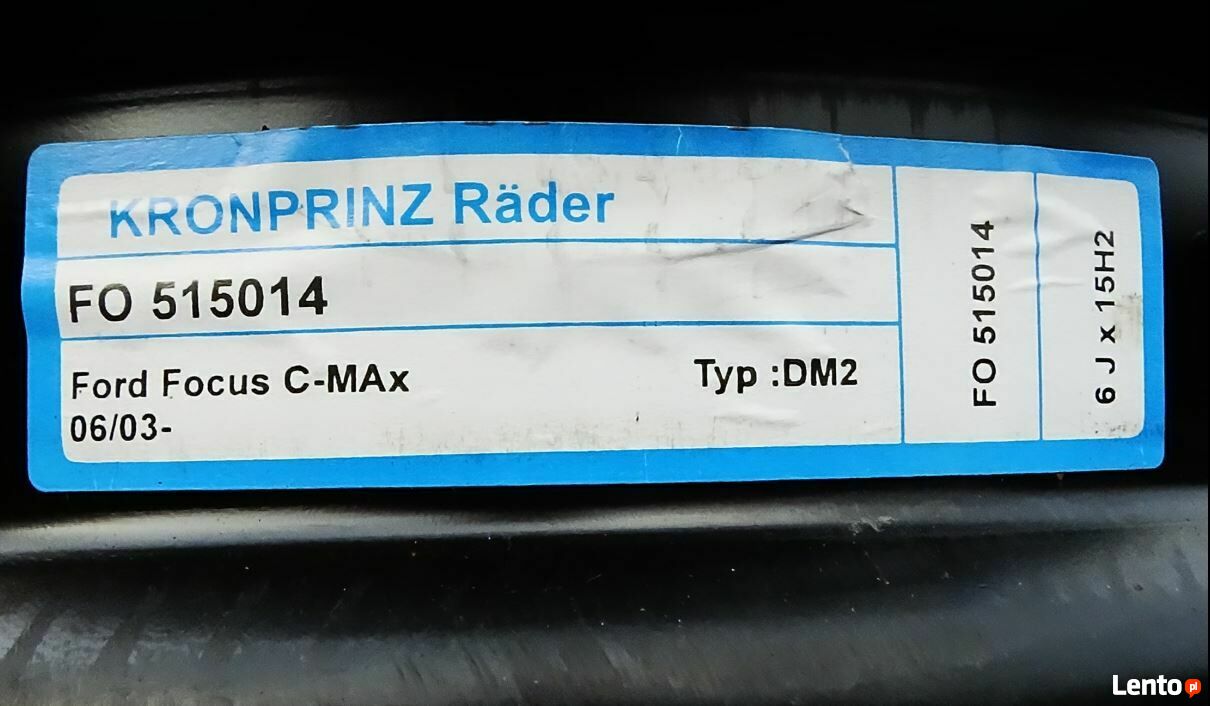 KRONPRINZ Räder
FO 515014
Ford Focus C-MAx
Typ :DM2
06/03-
FO 515014
6 J x 15H2
Lento pl